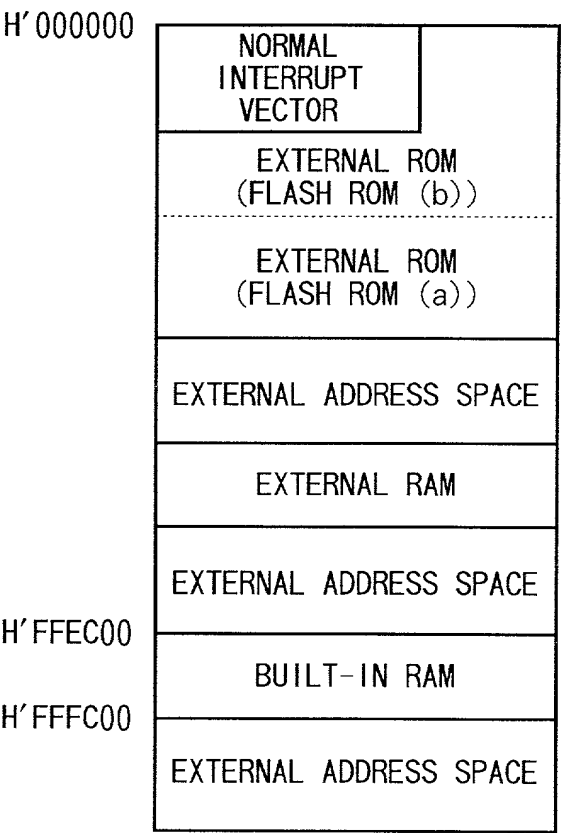 H′000000
NORMAL
INTERRUPT
VECTOR
EXTERNAL ROM
(FLASH ROM (b))
EXTERNAL ROM
(FLASH ROM (a))
EXTERNAL ADDRESS SPACE
EXTERNAL RAM
EXTERNAL ADDRESS SPACE
H′FFEC00
BUILT-IN RAM
H′FFFC00
EXTERNAL ADDRESS SPACE